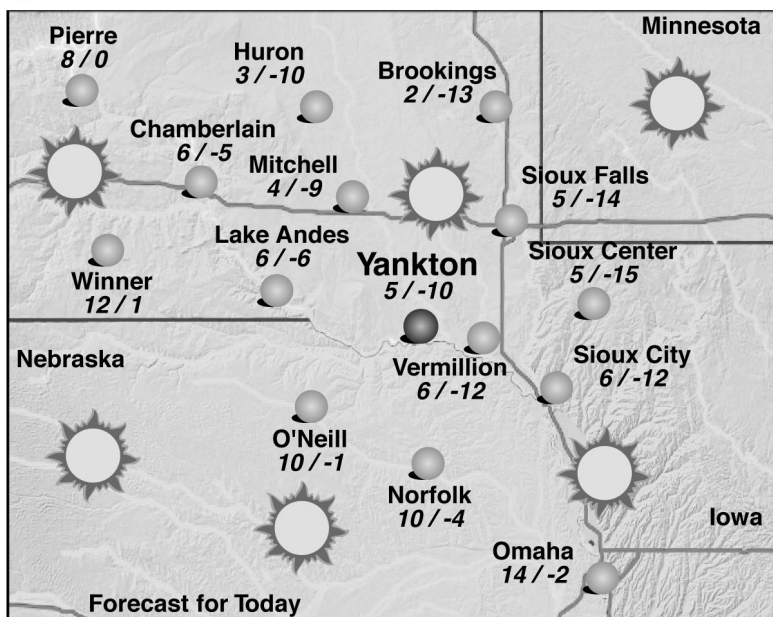 Minnesota
Pierre
8 / 0
Huron
3 / -10
Brookings
2 / -13
Chamberlain
6 / -5
Mitchell
4 / -9
Sioux Falls
5 / -14
Lake Andes
6 / -6
Yankton
5 / -10
Sioux Center
5 / -15
Winner
12 / 1
Nebraska
Vermillion
6 / -12
Sioux City
6 / -12
O'Neill
10 / -1
Norfolk
10 / -4
Iowa
Omaha
14 / -2
Forecast for Today